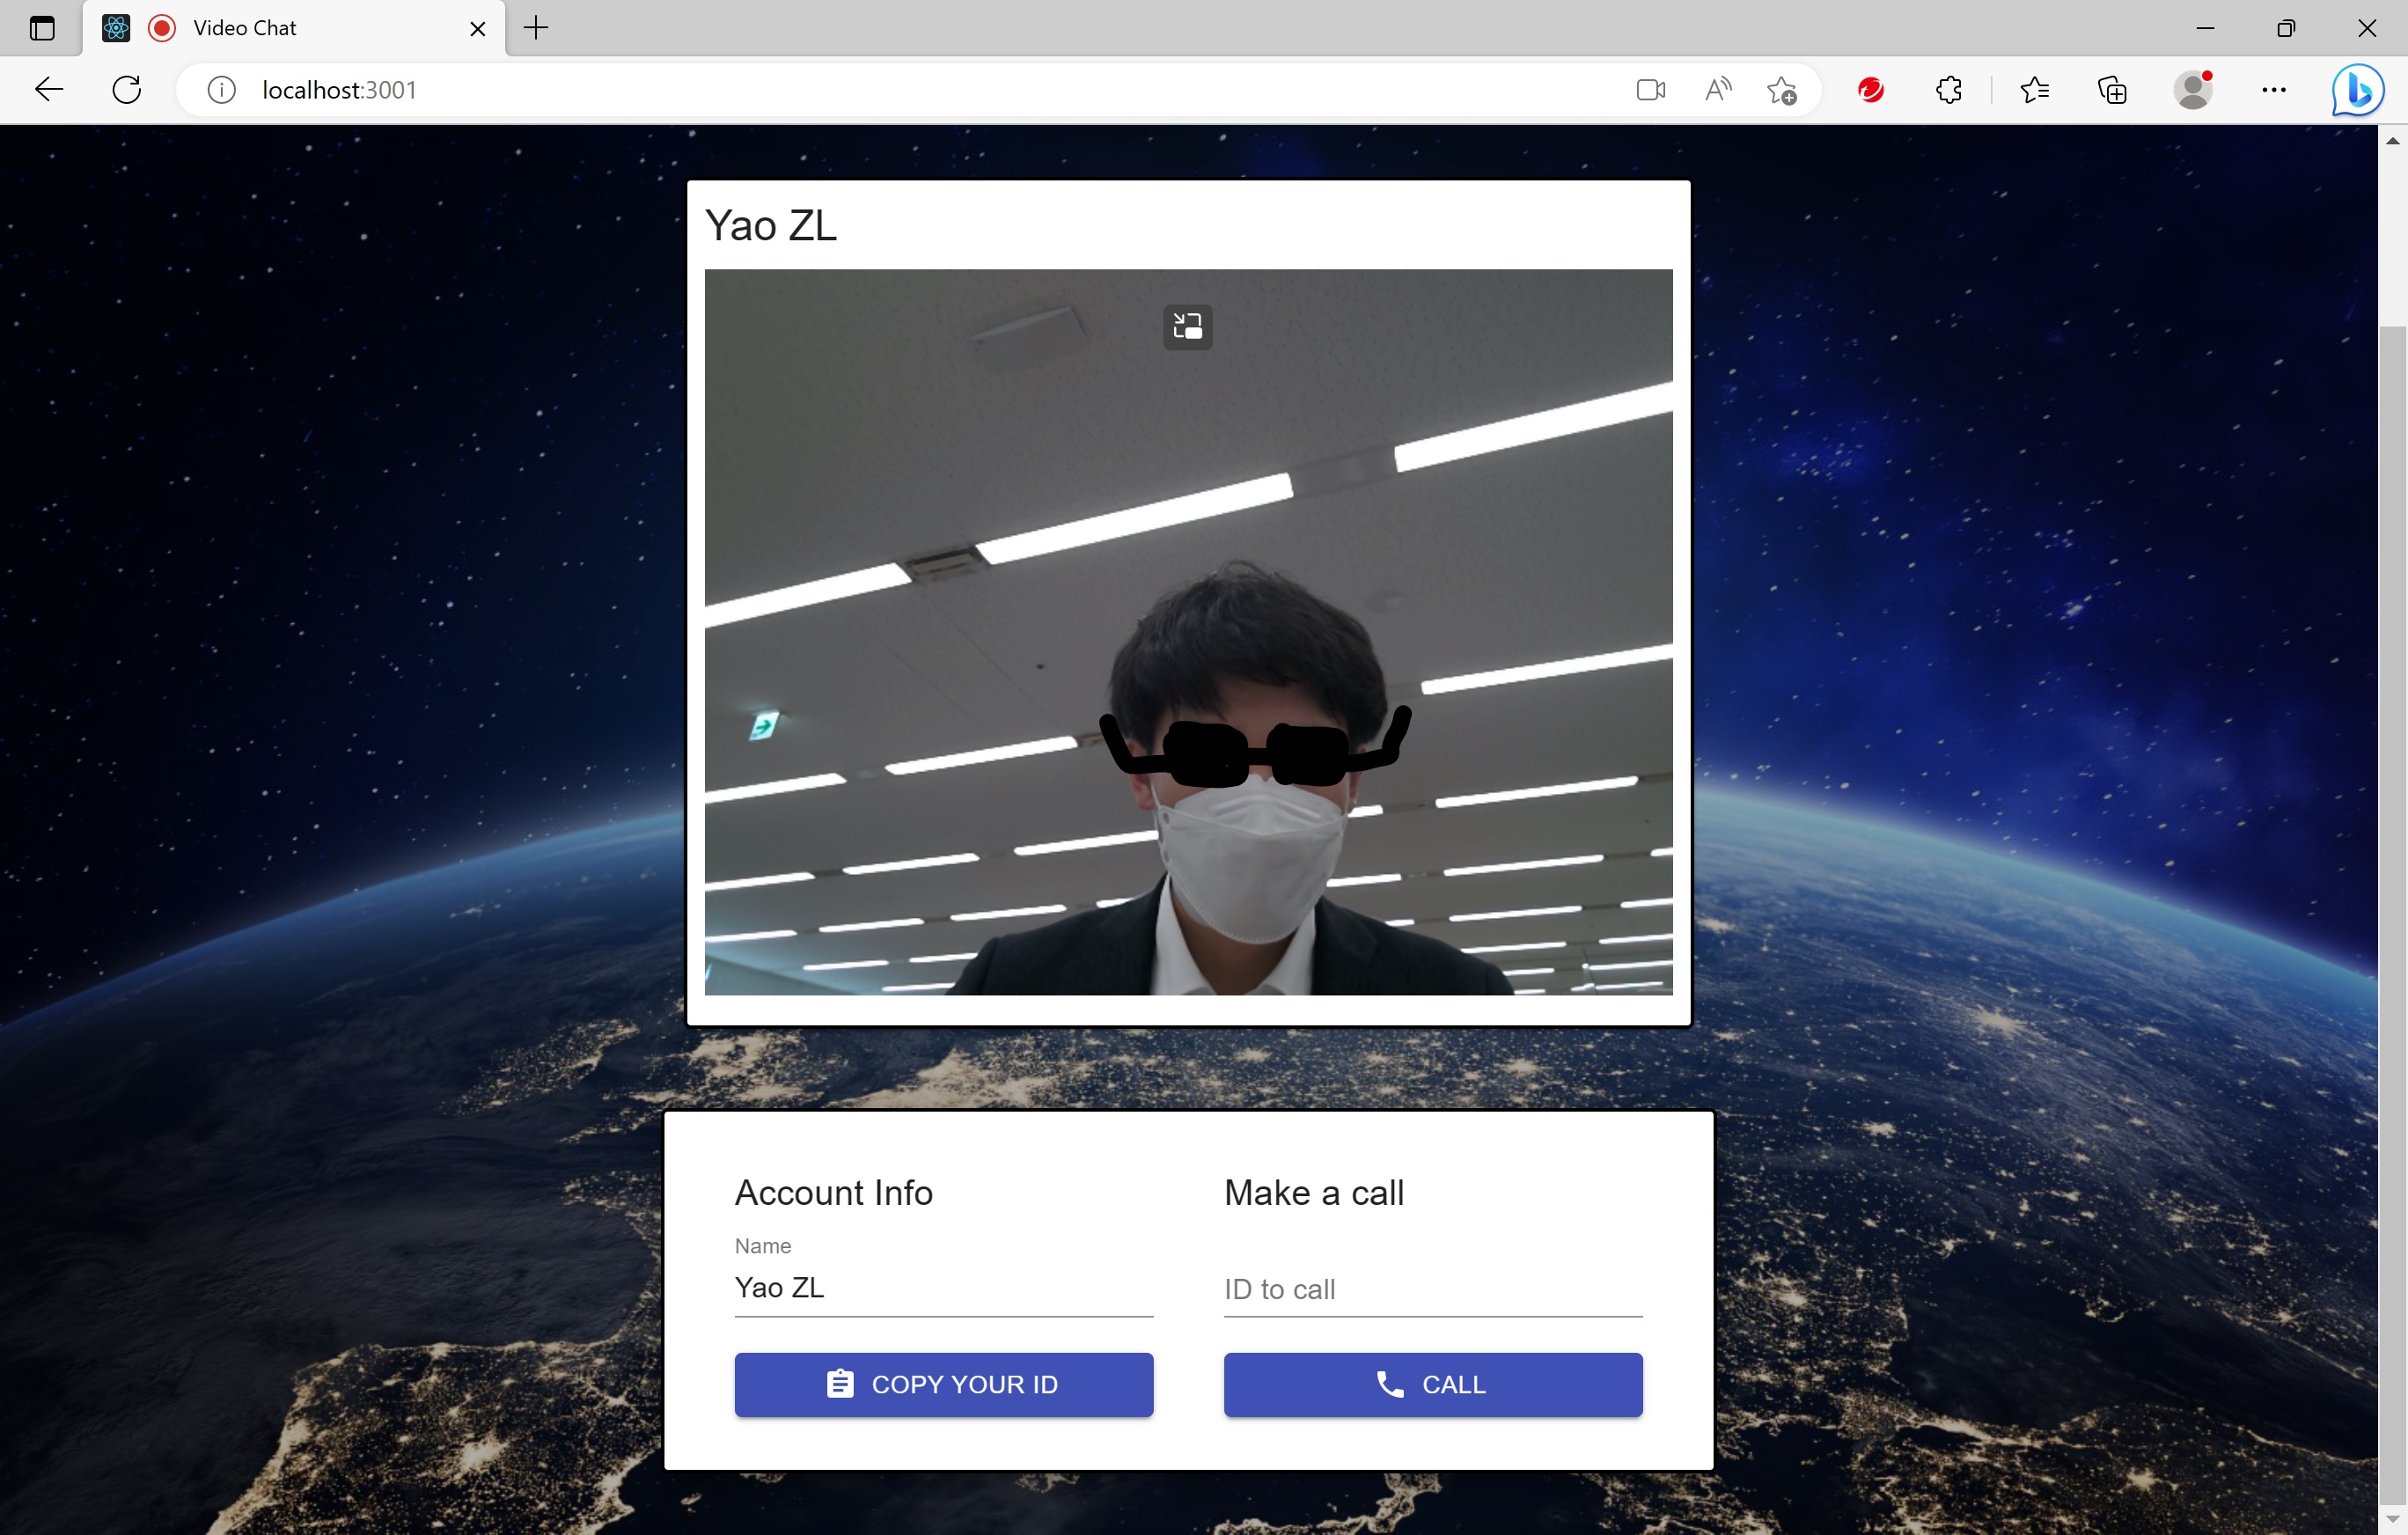 Video Chat
localhost:3001
Yao ZL
Account Info
Make a call
Name
Yao ZL
ID to call
COPY YOUR ID
CALL